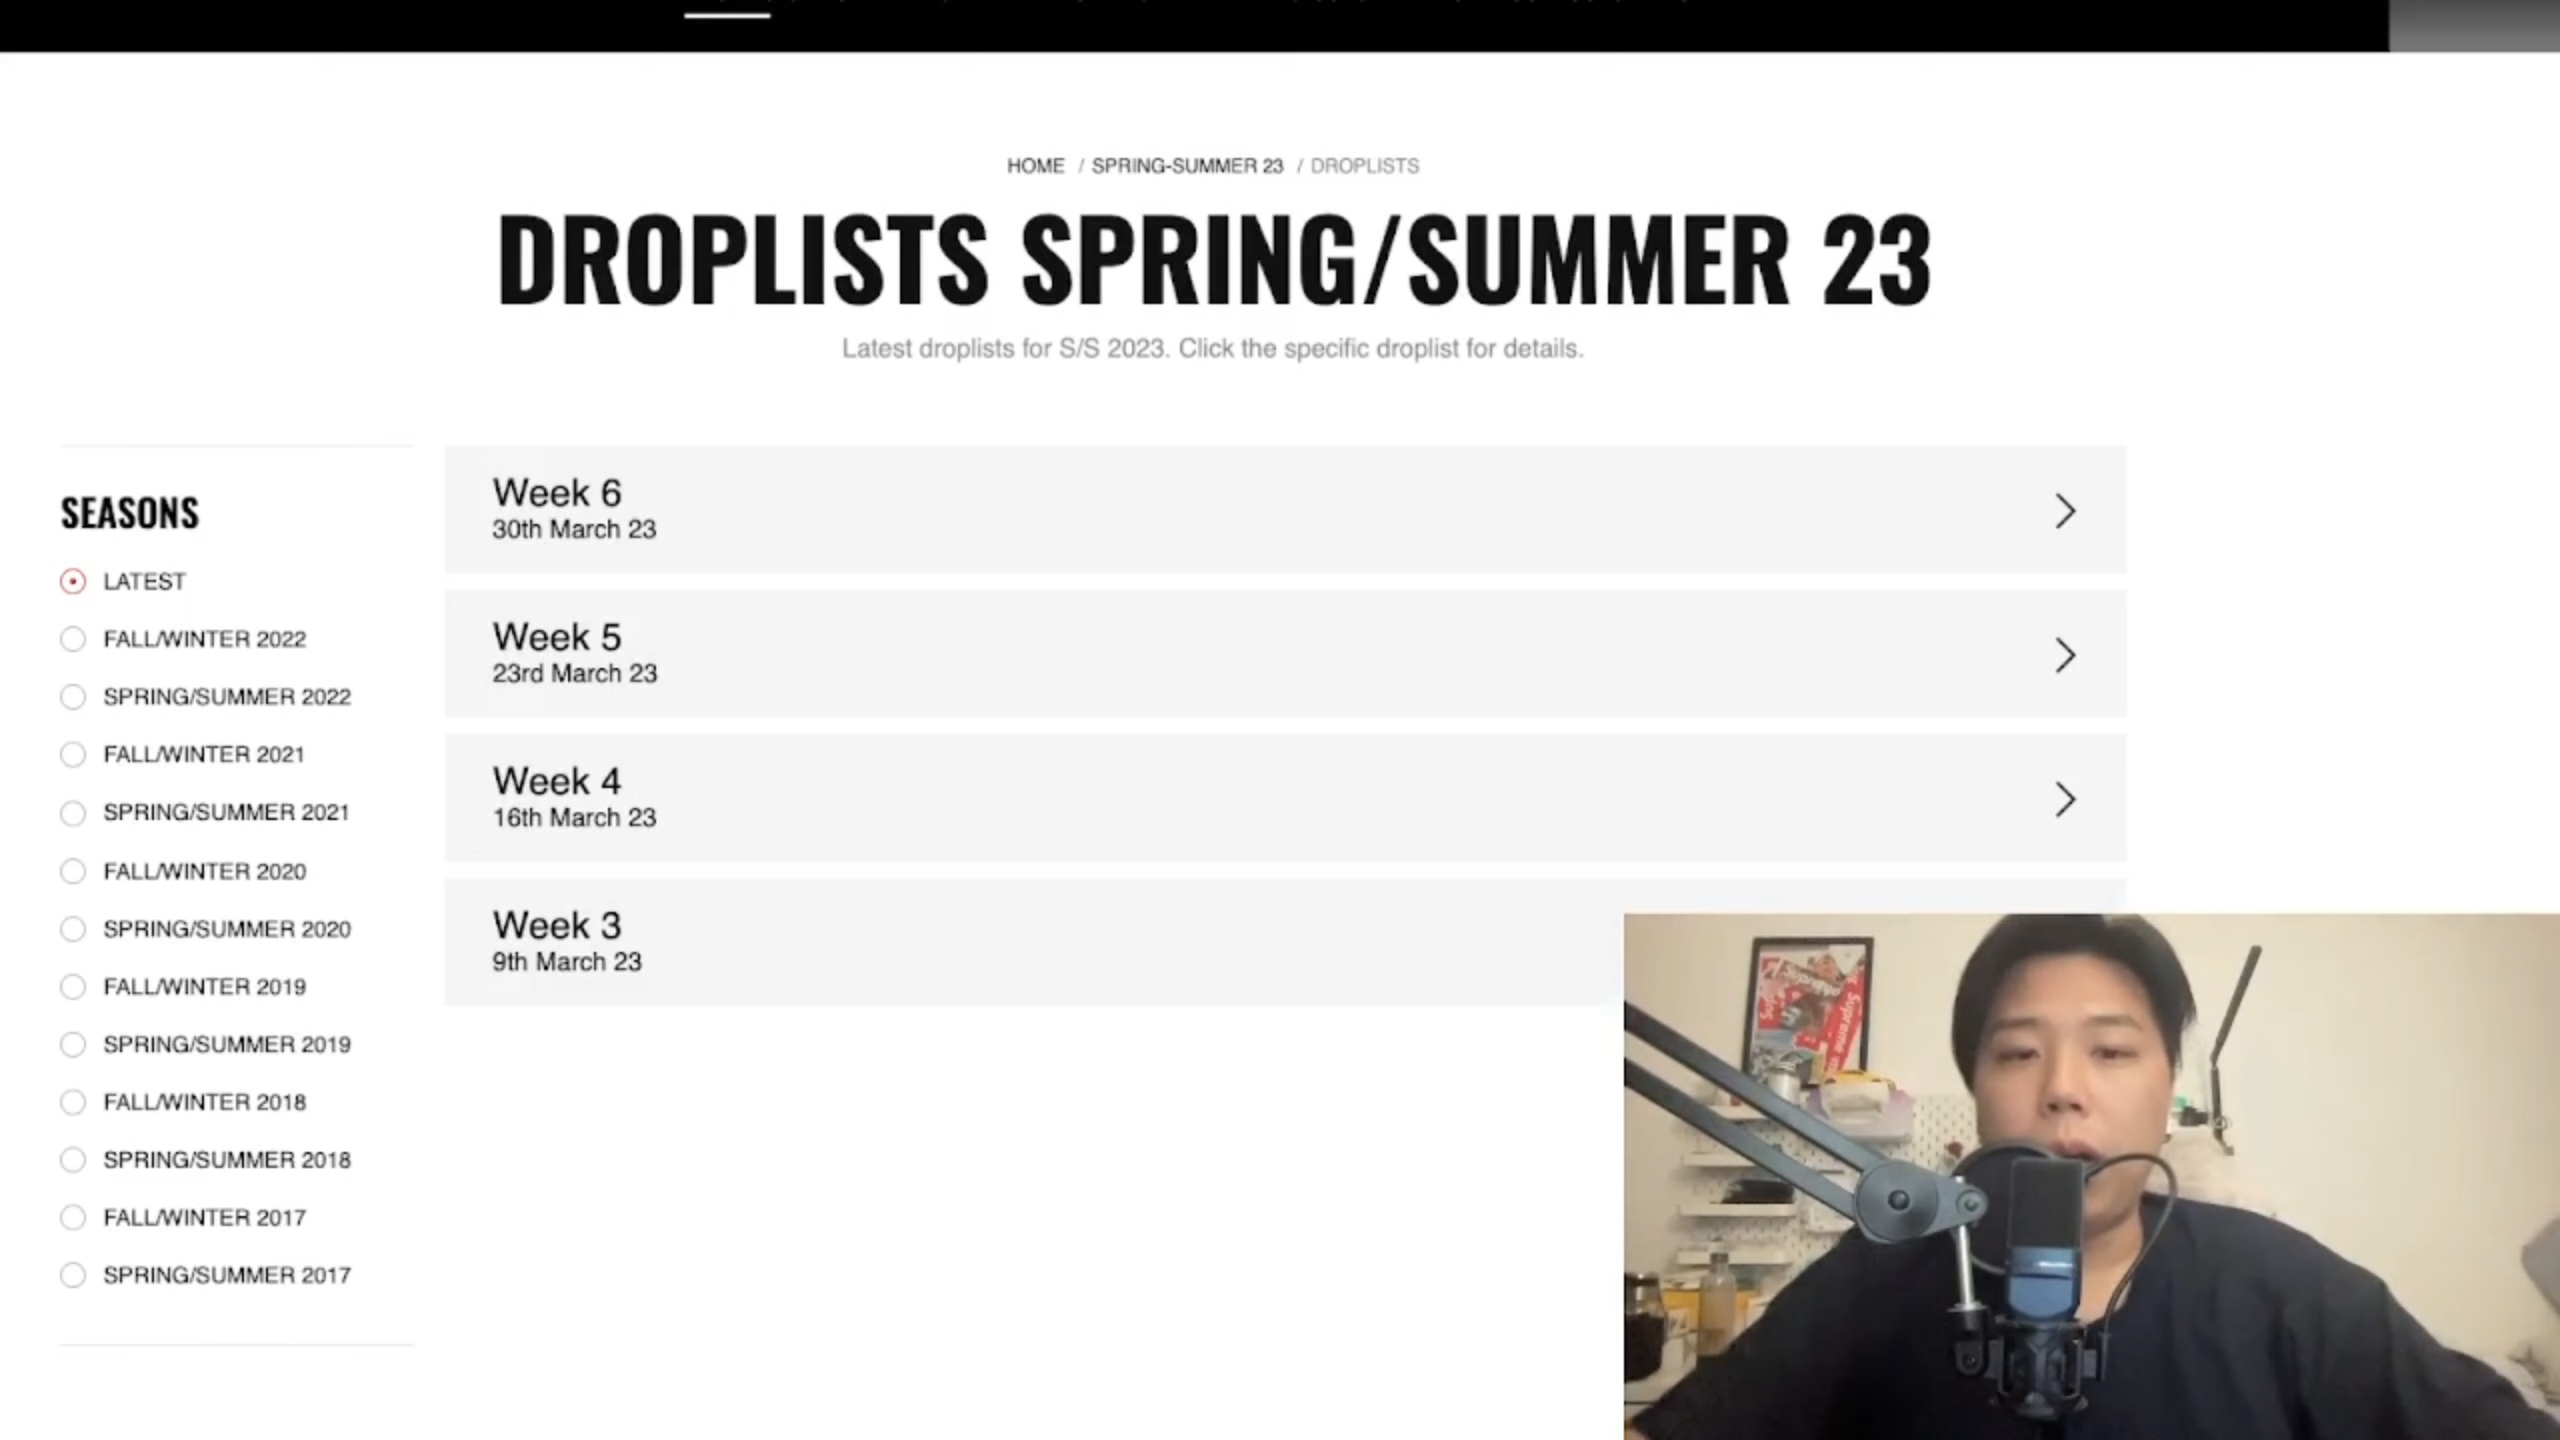 HOME / SPRING-SUMMER 23 / DROPLISTS
DROPLISTS SPRING/SUMMER 23
Latest droplists for S/S 2023. Click the specific droplist for details.
SEASONS
LATEST
FALL/WINTER 2022
SPRING/SUMMER 2022
FALL/WINTER 2021
SPRING/SUMMER 2021
FALL/WINTER 2020
SPRING/SUMMER 2020
FALL/WINTER 2019
SPRING/SUMMER 2019
FALL/WINTER 2018
SPRING/SUMMER 2018
FALL/WINTER 2017
SPRING/SUMMER 2017
Week 6
30th March 23
Week 5
23rd March 23
Week 4
16th March 23
Week 3
9th March 23
Supreme